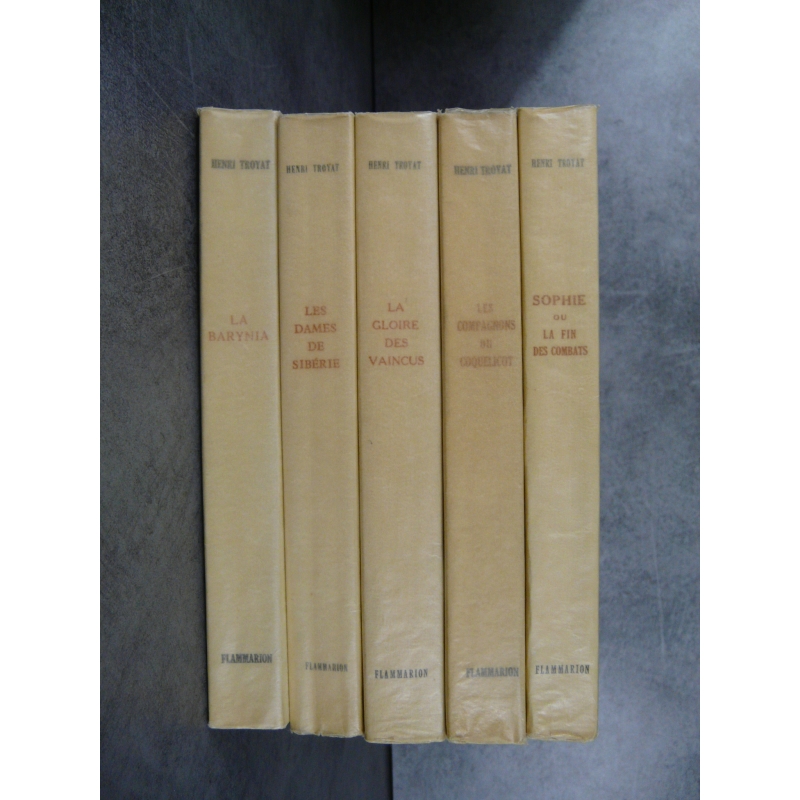 HENRI TROYAT
LA
BARYNIA
FLAMMARION
HENRI TROYAT
LES
DAMES
DE
SIBÉRIE
FLAMMARION
HENRI TROYAT
LA
GLOIRE
DES
VAINCUS
FLAMMARION
HENRI TROYAT
LES
COMPAGNONS
DU
COQUELICOT
FLAMMARION
HENRI TROYAT
SOPHIE
OU
LA FIN
DES COMBATS
FLAMMARION